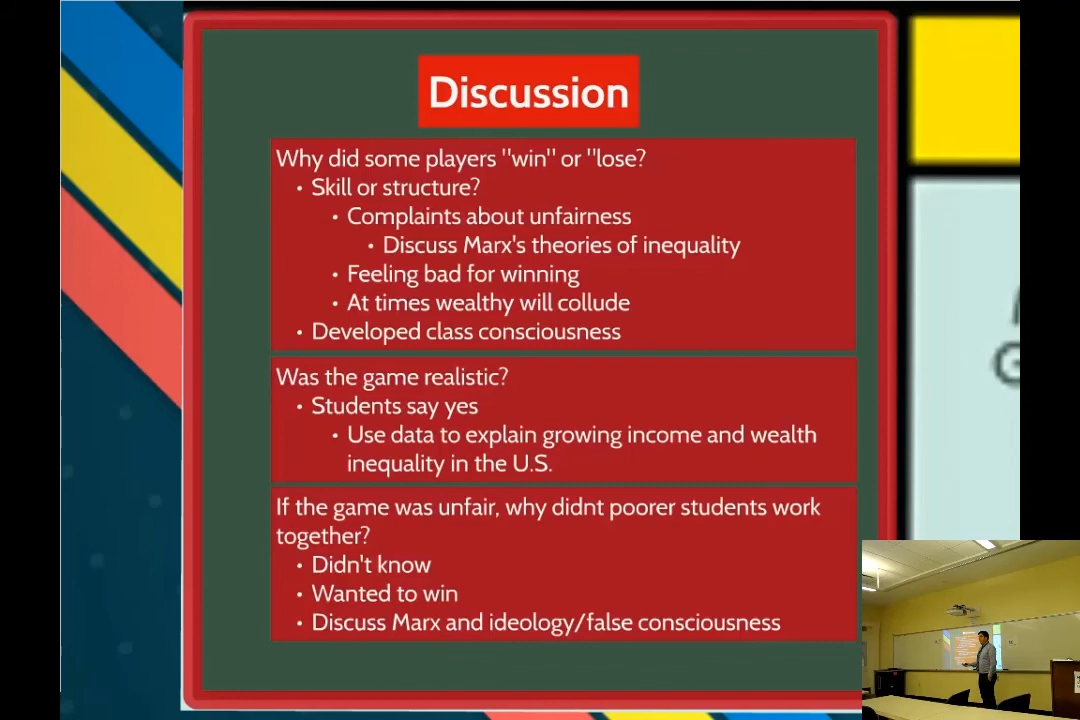 Discussion
Why did some players "win" or "lose?
• Skill or structure?
• Complaints about unfairness
• Discuss Marx's theories of inequality
• Feeling bad for winning
• At times wealthy will collude
• Developed class consciousness
Was the game realistic?
• Students say yes
• Use data to explain growing income and wealth
inequality in the U.S.
If the game was unfair, why didnt poorer students work
together?
• Didn't know
• Wanted to win
• Discuss Marx and ideology/false consciousness